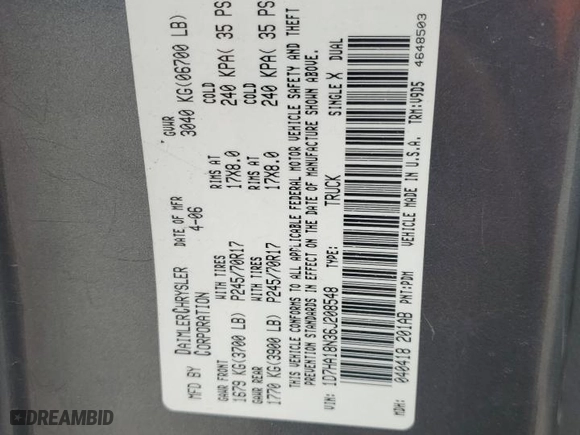 MFD BY DAIMLERCHRYSLER CORPORATION
DATE OF MFR 4-06
GVWR 3040 KG(06700 LB)
GAWR FRONT WITH TIRES RIMS AT COLD
1679 KG(3700 LB) P245/70R17 17X8.0 240 KPA( 35 PS
GAWR REAR WITH TIRES RIMS AT COLD
1770 KG(3900 LB) P245/70R17 17X8.0 240 KPA( 35 PS
THIS VEHICLE CONFORMS TO ALL APPLICABLE FEDERAL MOTOR VEHICLE SAFETY AND THEFT
PREVENTION STANDARDS IN EFFECT ON THE DATE OF MANUFACTURE SHOWN ABOVE.
VIN: 1D7HA18N36J208548 TYPE: TRUCK SINGLE X DUAL
MDH: 040418 201AB PNT:PDM VEHICLE MADE IN U.S.A. TRM:V9D5
4648503
DREAMBID